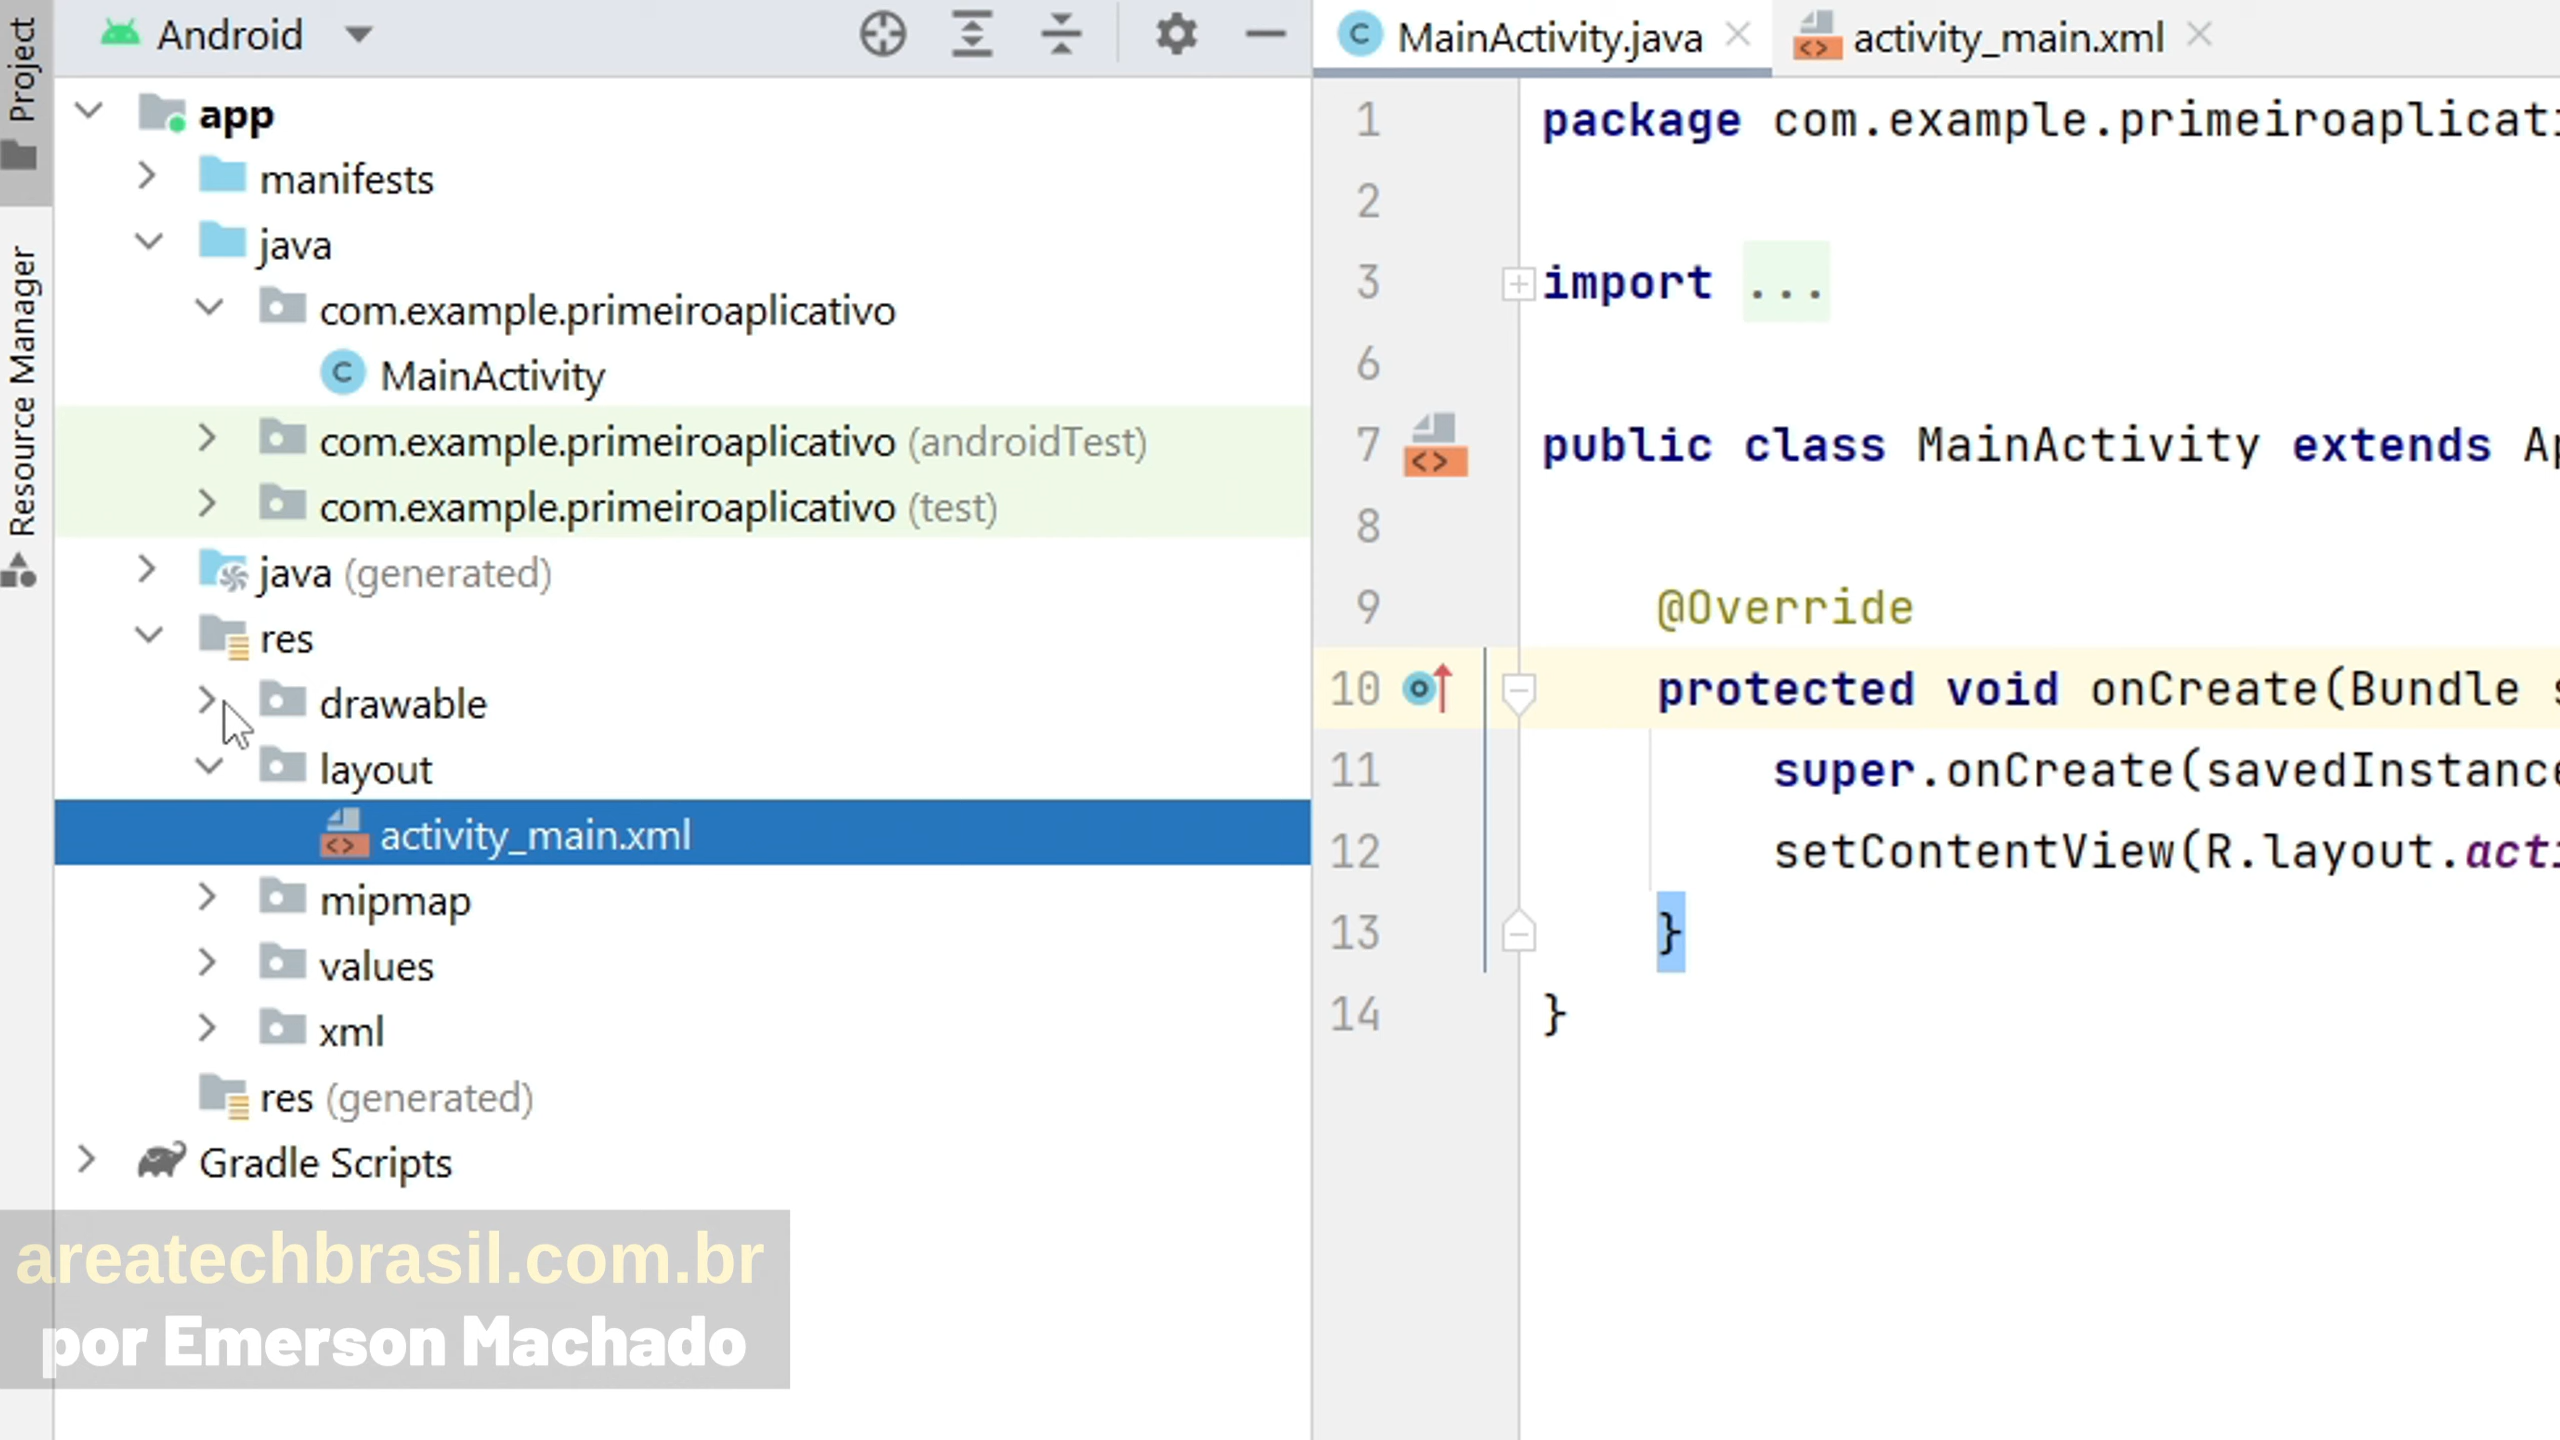 Project
Resource Manager
Android
app
manifests
java
com.example.primeiroaplicativo
MainActivity
com.example.primeiroaplicativo (androidTest)
com.example.primeiroaplicativo (test)
java (generated)
res
drawable
layout
activity_main.xml
mipmap
values
xml
res (generated)
Gradle Scripts
areatechbrasil.com.br
por Emerson Machado
MainActivity.java
activity_main.xml
1 package com.example.primeiroaplicati
2
3 import ...
6
7 public class MainActivity extends Ap
8
9 @Override
10 protected void onCreate(Bundle s
11 super.onCreate(savedInstance
12 setContentView(R.layout.acti
13 }
14 }